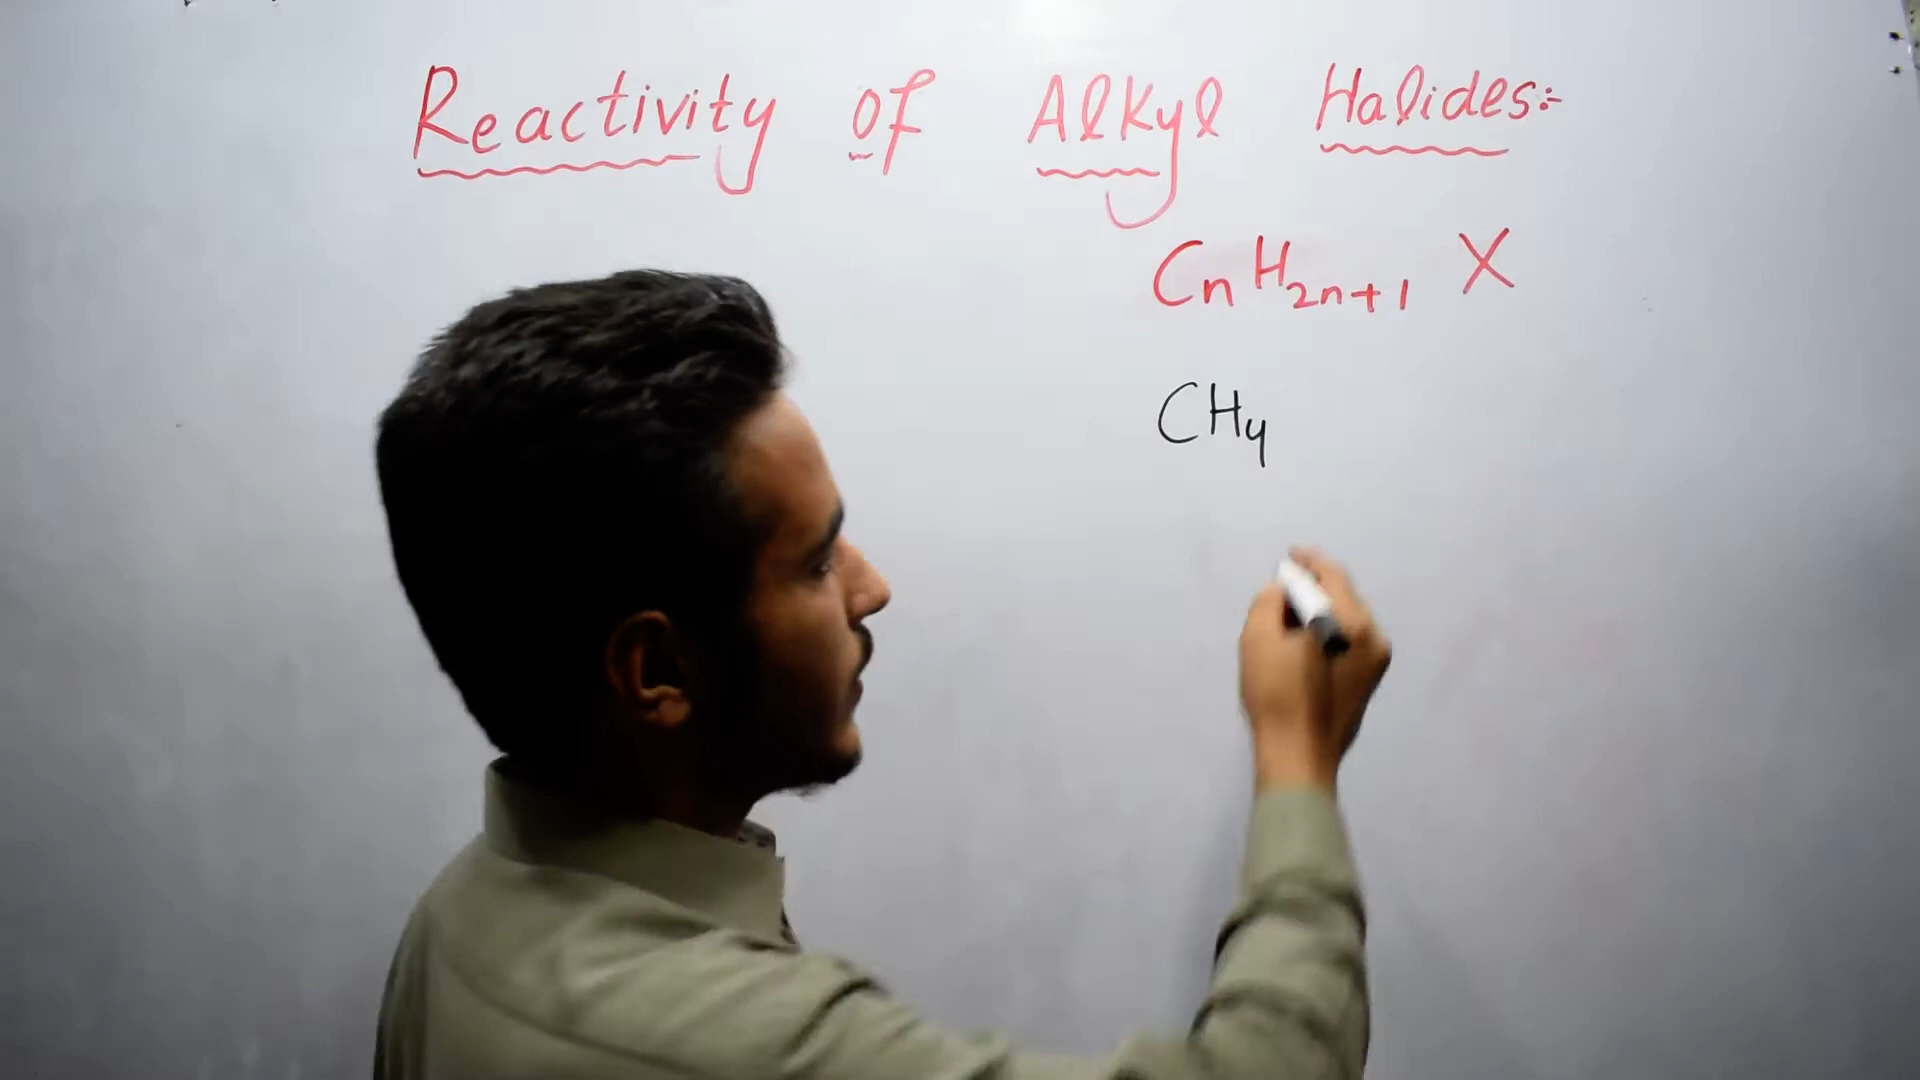 Reactivity of Alkyl Halides:-
CnH2n+1 X
CH4